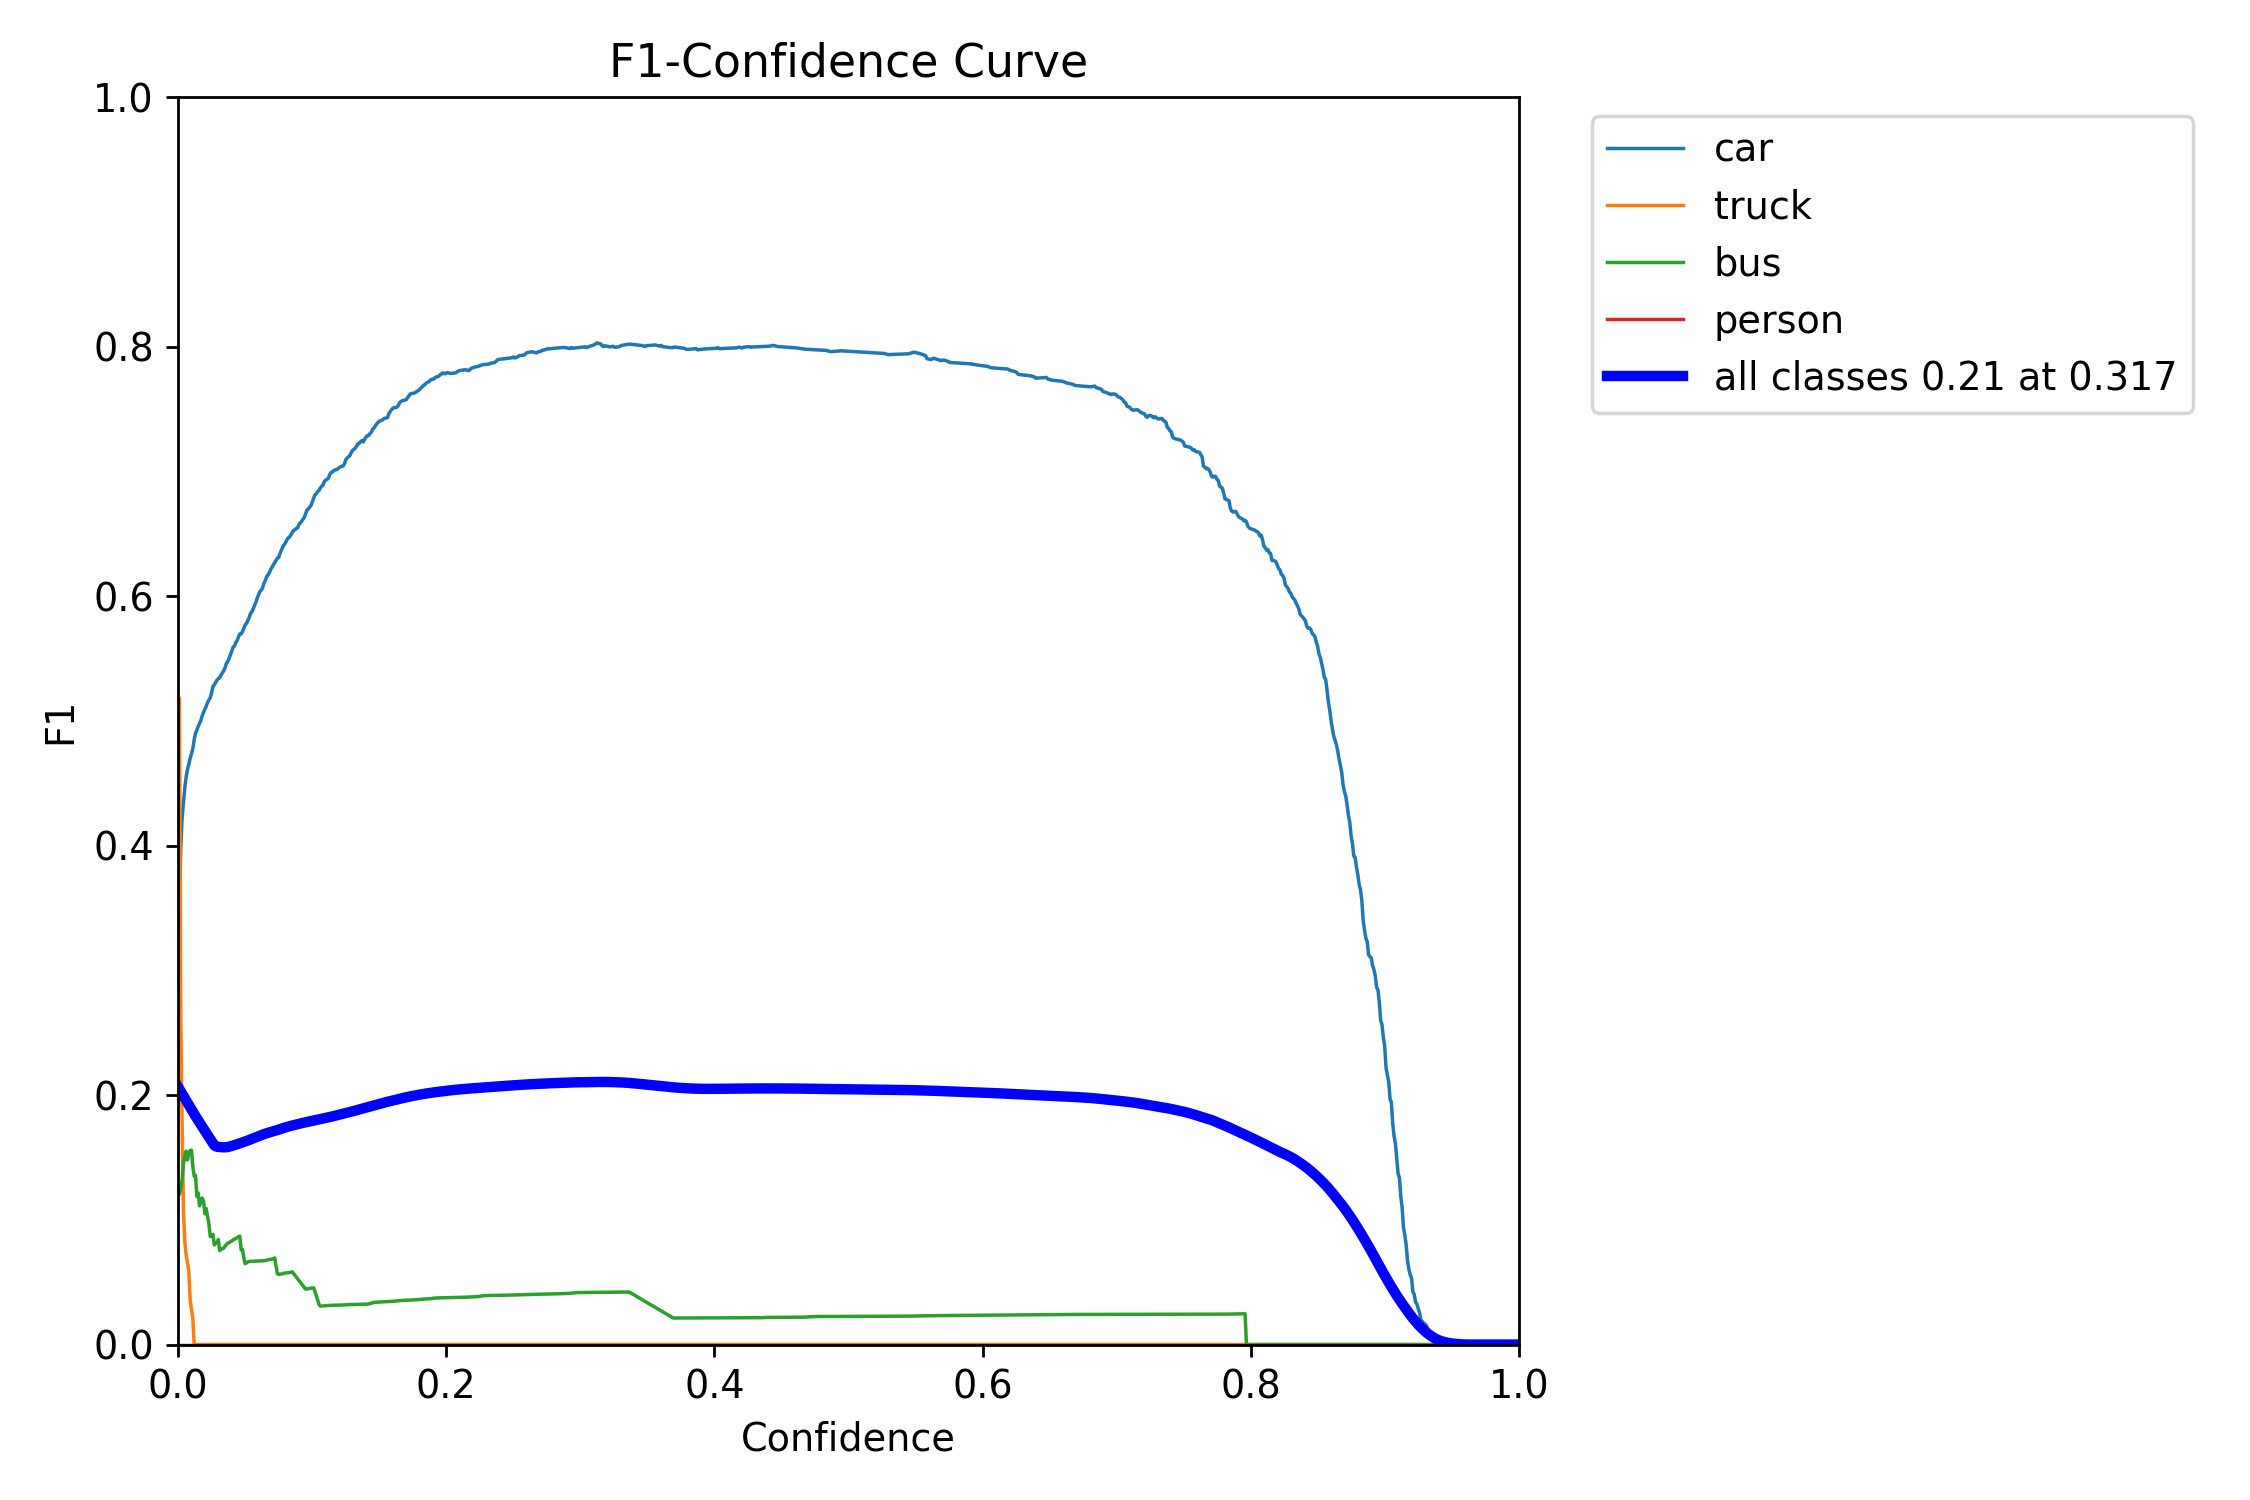 F1-Confidence Curve
1.0
0.8
0.6
0.4
0.2
0.0
F1
0.0 0.2 0.4 0.6 0.8 1.0
Confidence
car
truck
bus
person
all classes 0.21 at 0.317